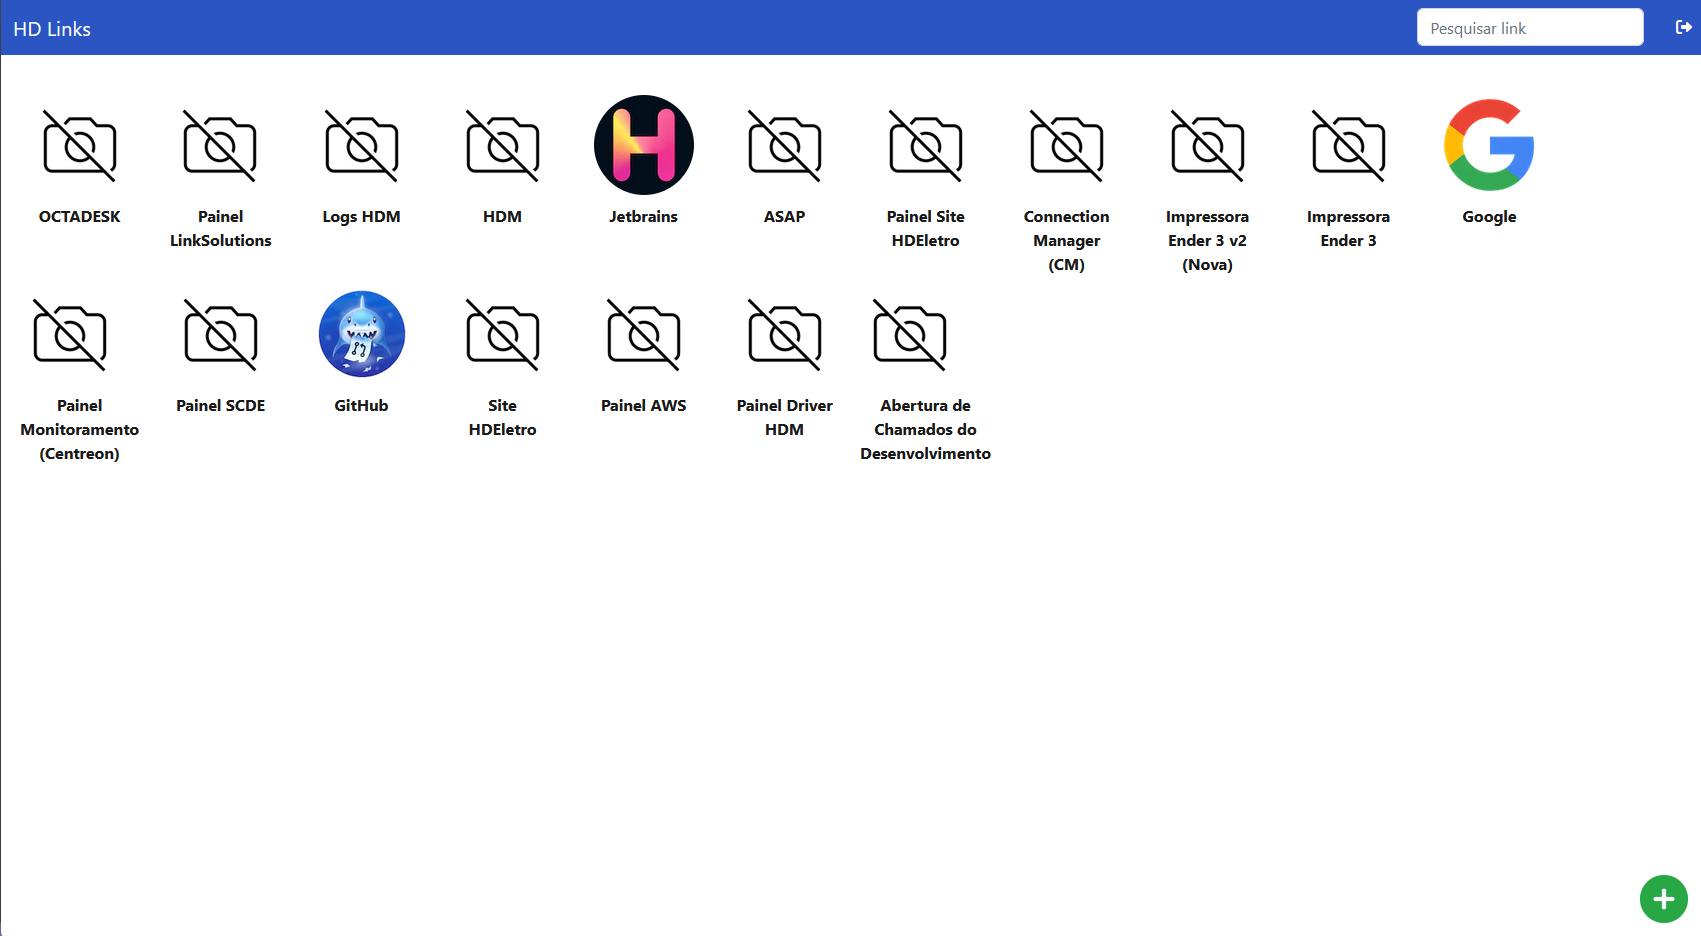 HD Links
Pesquisar link
OCTADESK
Painel
LinkSolutions
Logs HDM
HDM
Jetbrains
ASAP
Painel Site
HDEletro
Connection
Manager
(CM)
Impressora
Ender 3 v2
(Nova)
Impressora
Ender 3
Google
Painel
Monitoramento
(Centreon)
Painel SCDE
GitHub
Site
HDEletro
Painel AWS
Painel Driver
HDM
Abertura de
Chamados do
Desenvolvimento